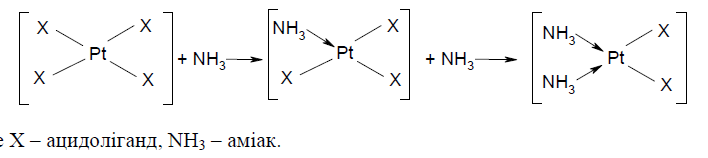 X X NH₃ X NH₃ X
Pt + NH₃ Pt + NH₃ Pt
X X X X NH₃ X
е X – ацидоліганд, NH₃ – аміак.